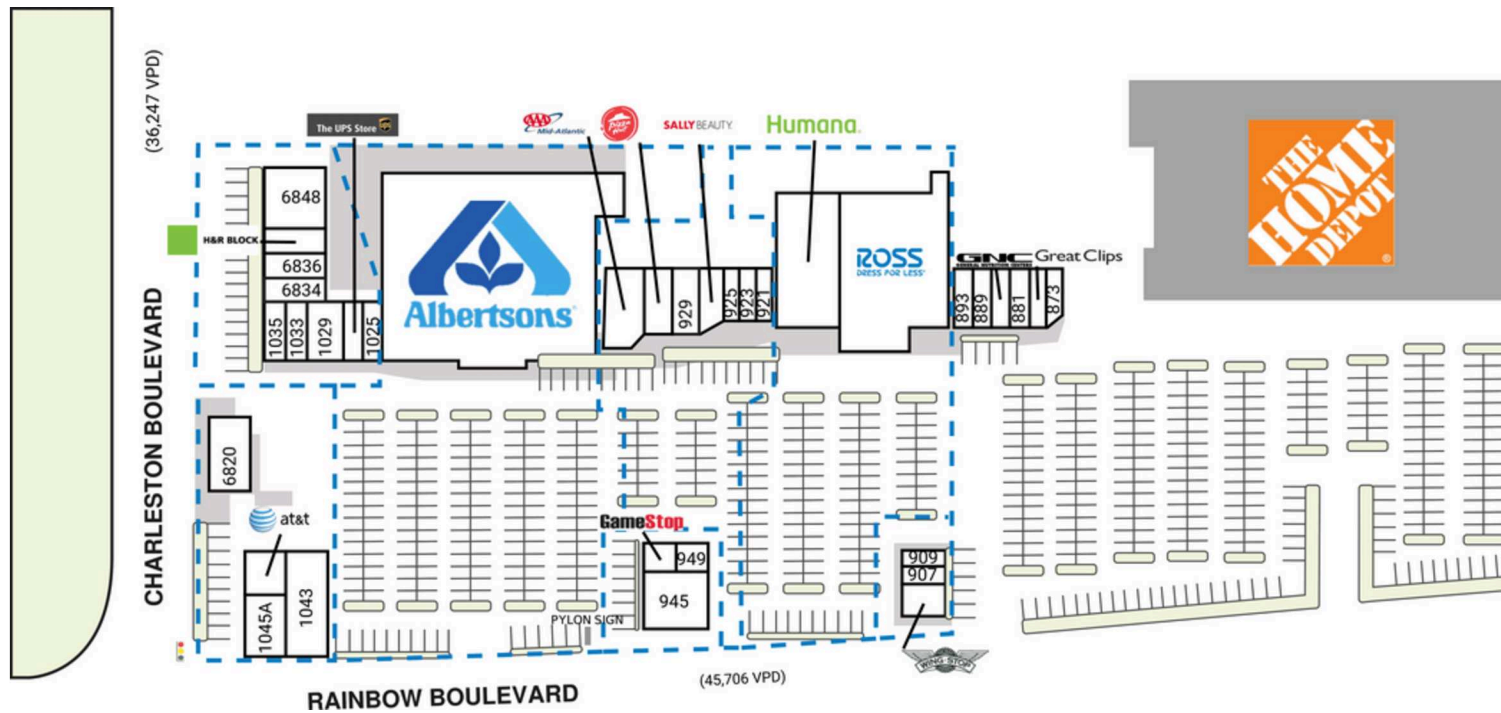 (36,247 VPD)
CHARLESTON BOULEVARD
The UPS Store
AAA
Mid-Atlantic
Pizza Hut
SALLY BEAUTY
Humana
6848
H&R BLOCK
6836
6834
1035
1033
1029
1025
Albertsons
929
925
923
921
ROSS
DRESS FOR LESS
GNC
GENERAL NUTRITION CENTERS
Great Clips
893
889
881
873
THE
HOME
DEPOT
6820
at&t
1045A
1043
GameStop
949
945
PYLON SIGN
909
907
WING STOP
(45,706 VPD)
RAINBOW BOULEVARD